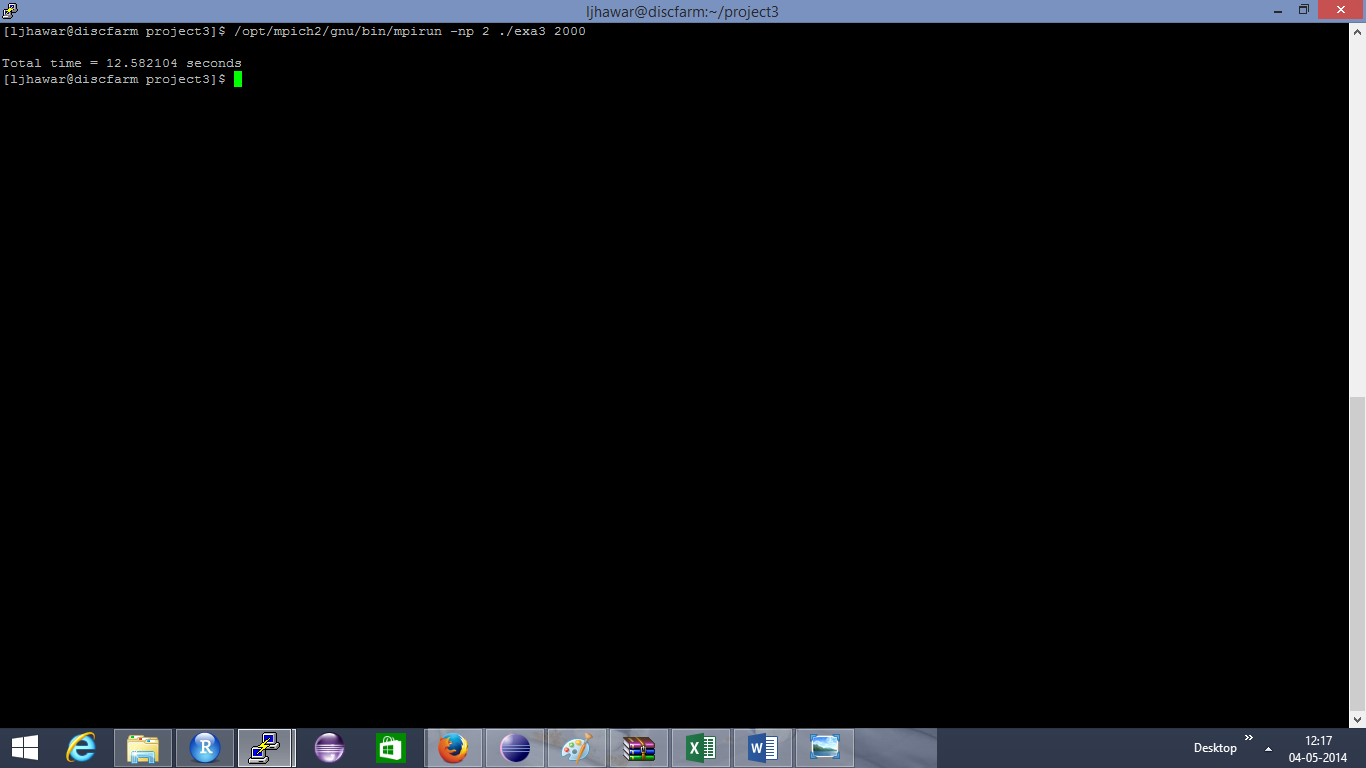 ljhawar@discfarm:~/project3
[ljhawar@discfarm project3]$ /opt/mpich2/gnu/bin/mpirun -np 2 ./exa3 2000
Total time = 12.582104 seconds
[ljhawar@discfarm project3]$
Desktop
12:17
04-05-2014